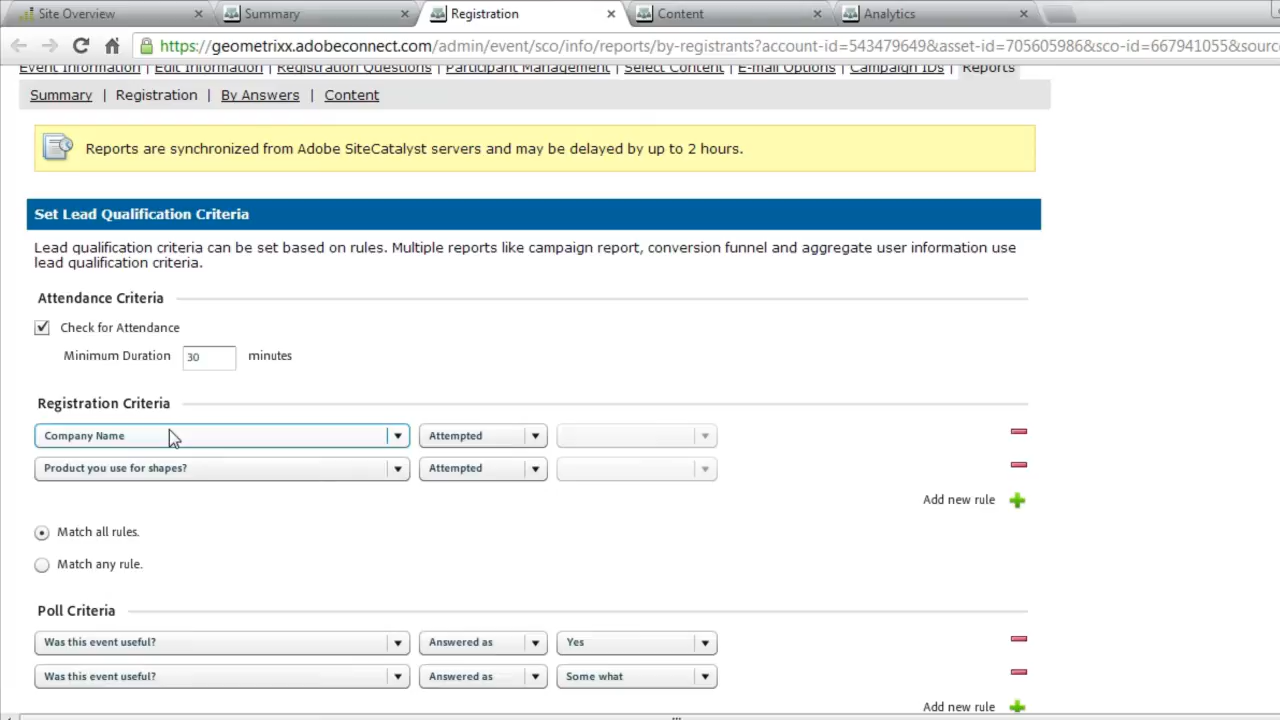 Site Overview
Summary
Registration
Content
Analytics
https://geometrixx.adobeconnect.com/admin/event/sco/info/reports/by-registrants?account-id=543479649&asset-id=705605986&sco-id=667941055&sourc
Event Information | Edit Information | Registration Questions | Participant Management | Select Content | E-mail Options | Campaign IDs | Reports
Summary | Registration | By Answers | Content
Reports are synchronized from Adobe SiteCatalyst servers and may be delayed by up to 2 hours.
Set Lead Qualification Criteria
Lead qualification criteria can be set based on rules. Multiple reports like campaign report, conversion funnel and aggregate user information use
lead qualification criteria.
Attendance Criteria
Check for Attendance
Minimum Duration 30 minutes
Registration Criteria
Company Name Attempted
Product you use for shapes? Attempted
Add new rule
Match all rules.
Match any rule.
Poll Criteria
Was this event useful? Answered as Yes
Was this event useful? Answered as Some what
Add new rule